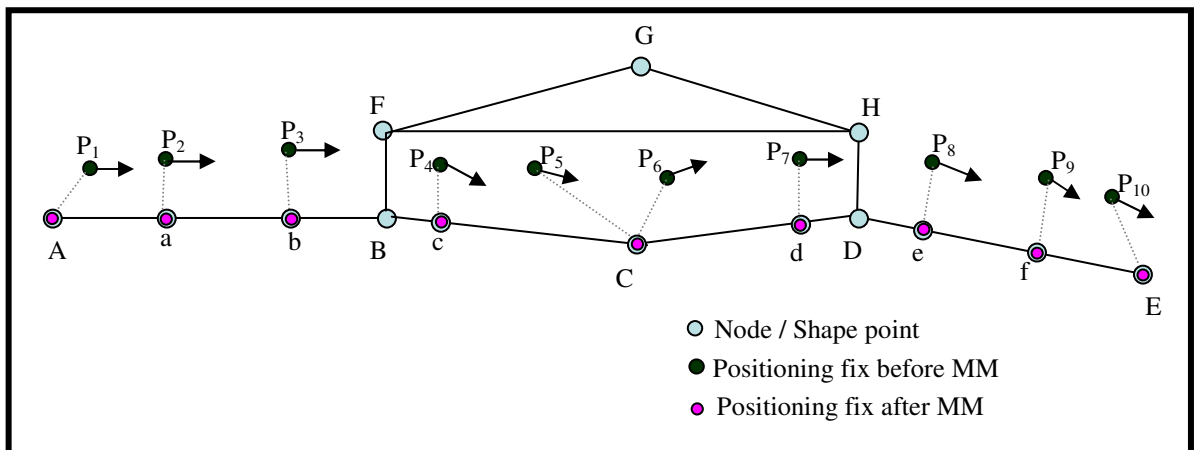 G
F
H
P₁
P₂
P₃
P₄
P₅
P₆
P₇
P₈
P₉
P₁₀
A
a
b
B
c
C
d
D
e
f
E
Node / Shape point
Positioning fix before MM
Positioning fix after MM